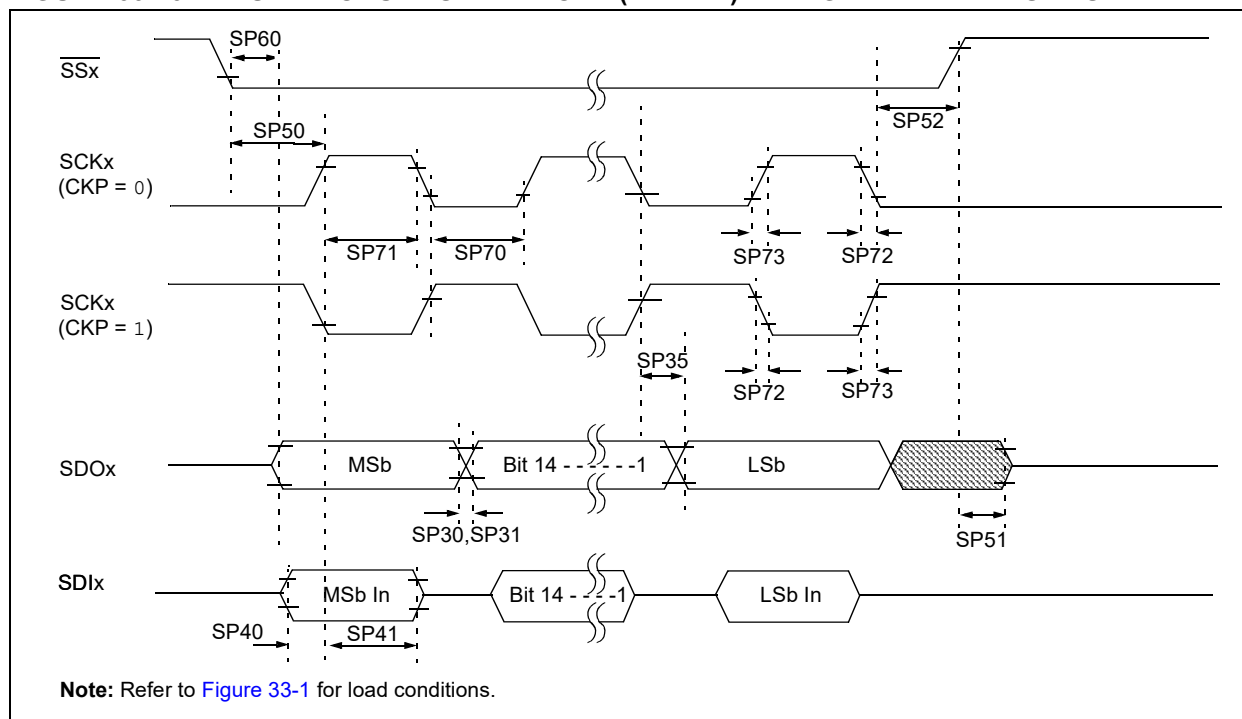 SP60
SSx
SP52
SP50
SCKx
(CKP = 0)
SP71
SP70
SP73
SP72
SCKx
(CKP = 1)
SP35
SP72
SP73
SDOx
MSb
Bit 14 - - - - - -1
LSb
SP30,SP31
SP51
SDIx
MSb In
Bit 14 - - - -1
LSb In
SP40
SP41
Note: Refer to Figure 33-1 for load conditions.